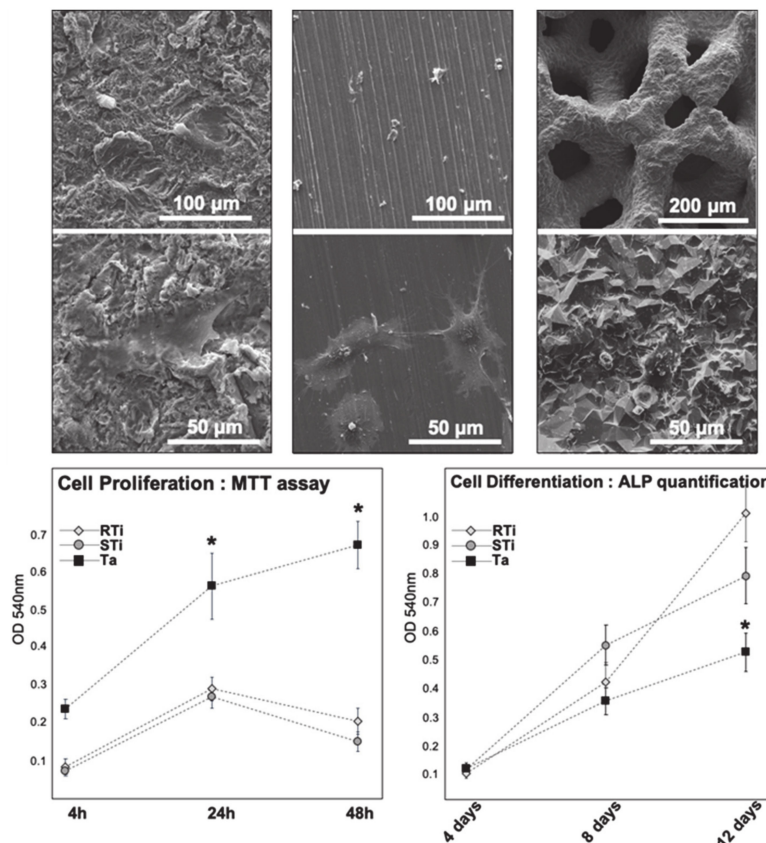 100 µm
100 µm
200 µm
50 µm
50 µm
50 µm
Cell Proliferation : MTT assay
*
0.7
*
RTi
STi
Ta
0.6
0.5
OD 540nm
0.3
0.2
0.1
4h
24h
48h
Cell Differentiation : ALP quantification
1.0
RTi
STi
Ta
0.9
0.8
0.7
0.6
*
OD 540nm
0.5
0.4
0.3
0.2
0.1
4 days
8 days
12 days